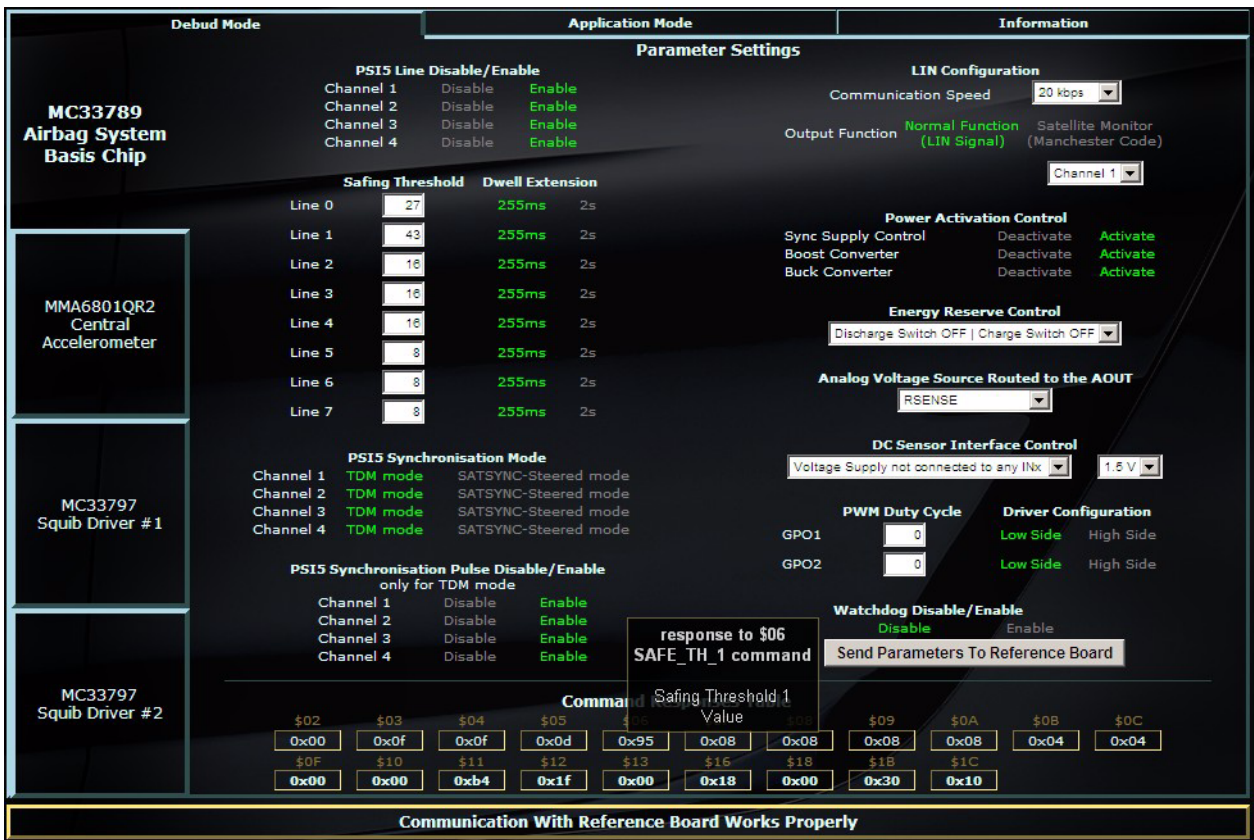 Debud Mode
Application Mode
Information
Parameter Settings
MC33789
Airbag System
Basis Chip
MMA6801QR2
Central
Accelerometer
MC33797
Squib Driver #1
MC33797
Squib Driver #2
PSI5 Line Disable/Enable
Channel 1 Disable Enable
Channel 2 Disable Enable
Channel 3 Disable Enable
Channel 4 Disable Enable
Safing Threshold Dwell Extension
Line 0 27 255ms 2s
Line 1 43 255ms 2s
Line 2 16 255ms 2s
Line 3 16 255ms 2s
Line 4 16 255ms 2s
Line 5 8 255ms 2s
Line 6 8 255ms 2s
Line 7 8 255ms 2s
PSI5 Synchronisation Mode
Channel 1 TDM mode SATSYNC-Steered mode
Channel 2 TDM mode SATSYNC-Steered mode
Channel 3 TDM mode SATSYNC-Steered mode
Channel 4 TDM mode SATSYNC-Steered mode
PSI5 Synchronisation Pulse Disable/Enable
only for TDM mode
Channel 1 Disable Enable
Channel 2 Disable Enable
Channel 3 Disable Enable
Channel 4 Disable Enable
LIN Configuration
Communication Speed 20 kbps
Output Function Normal Function (LIN Signal) Satellite Monitor (Manchester Code)
Channel 1
Power Activation Control
Sync Supply Control Deactivate Activate
Boost Converter Deactivate Activate
Buck Converter Deactivate Activate
Energy Reserve Control
Discharge Switch OFF | Charge Switch OFF
Analog Voltage Source Routed to the AOUT
RSENSE
DC Sensor Interface Control
Voltage Supply not connected to any INx 1.5 V
PWM Duty Cycle Driver Configuration
GPO1 0 Low Side High Side
GPO2 0 Low Side High Side
Watchdog Disable/Enable
Disable Enable
Send Parameters To Reference Board
response to $06
SAFE_TH_1 command
Safing Threshold 1
Value
Command Responses Table
$02 $03 $04 $05 $06 $08 $09 $0A $0B $0C
0x00 0x0f 0x0f 0x0d 0x95 0x08 0x08 0x08 0x08 0x04 0x04
$0F $10 $11 $12 $13 $16 $18 $1B $1C
0x00 0x00 0xb4 0x1f 0x00 0x18 0x00 0x30 0x10
Communication With Reference Board Works Properly